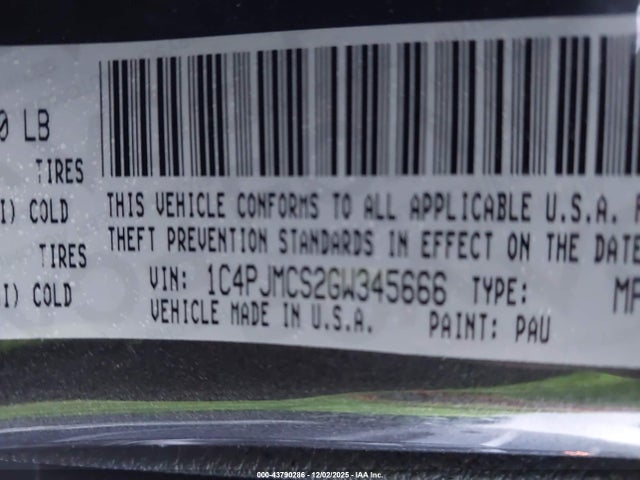 0 LB
TIRES
I) COLD
TIRES
I) COLD
THIS VEHICLE CONFORMS TO ALL APPLICABLE U.S.A.
THEFT PREVENTION STANDARDS IN EFFECT ON THE DATE
VIN: 1C4PJMCS2GW345666 TYPE: MP
VEHICLE MADE IN U.S.A. PAINT: PAU
000-43790286 - 12/02/2025 - IAA Inc.